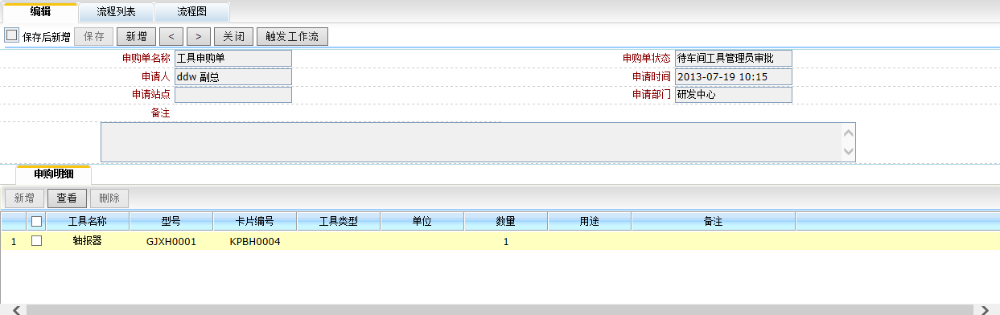 编辑 流程列表 流程图
保存后新增 保存 新增 < > 关闭 触发工作流
申购单名称 工具申购单 申购单状态 待车间工具管理员审批
申请人 ddw 副总 申请时间 2013-07-19 10:15
申请站点 申请部门 研发中心
备注
申购明细
新增 查看 删除
工具名称 型号 卡片编号 工具类型 单位 数量 用途 备注
1 轴报器 GJXH0001 KPBH0004 1